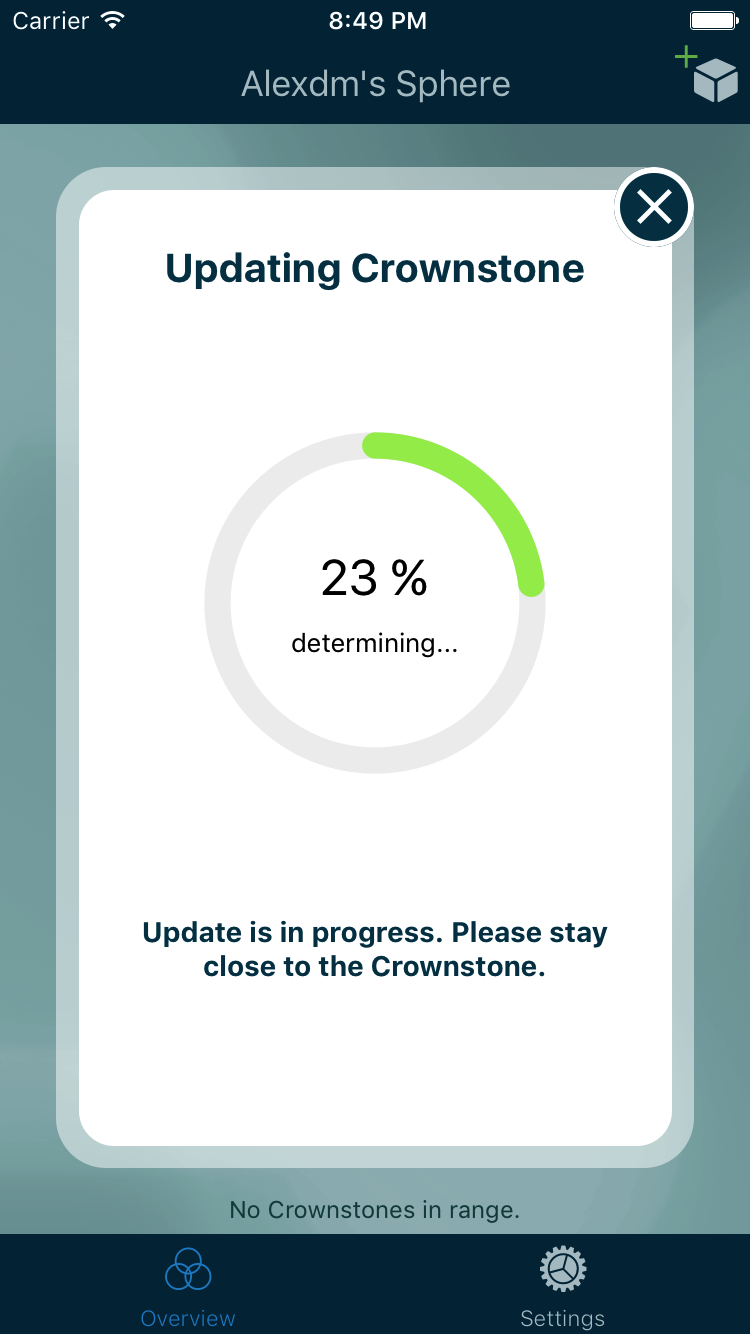 Carrier 8:49 PM
Alexdm's Sphere
Updating Crownstone
23 %
determining...
Update is in progress. Please stay
close to the Crownstone.
No Crownstones in range.
Overview Settings